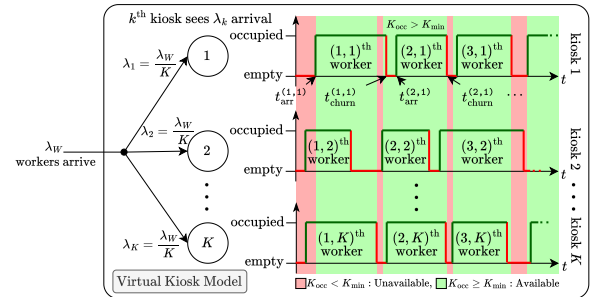 k^th kiosk sees λ_k arrival
λ_W
workers arrive
λ_1 = λ_W/K
λ_2 = λ_W/K
λ_K = λ_W/K
1
2
K
Virtual Kiosk Model
K_occ > K_min
occupied
empty
(1, 1)^th worker
(2, 1)^th worker
(3, 1)^th worker
t
kiosk 1
t_arr^(1,1)
t_churn^(1,1)
t_arr^(2,1)
t_churn^(2,1)
...
occupied
empty
(1, 2)^th worker
(2, 2)^th worker
(3, 2)^th worker
t
kiosk 2
occupied
empty
(1, K)^th worker
(2, K)^th worker
(3, K)^th worker
t
kiosk K
K_occ < K_min : Unavailable, K_occ ≥ K_min : Available